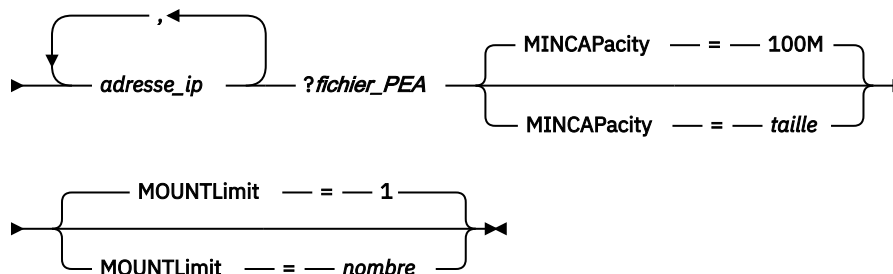 ,
adresse_ip ?fichier_PEA
MINCAPacity = 100M
MINCAPacity = taille
MOUNTLimit = 1
MOUNTLimit = nombre